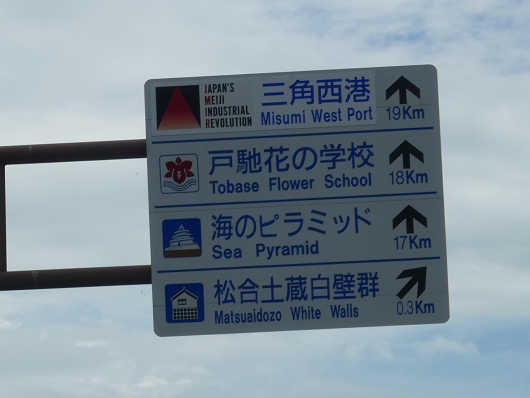 JAPAN'S
MEIJI
INDUSTRIAL
REVOLUTION
三角西港
Misumi West Port
19Km
戸馳花の学校
Tobase Flower School
18Km
海のピラミッド
Sea Pyramid
17Km
松合土蔵白壁群
Matsuaidozo White Walls
0.3Km